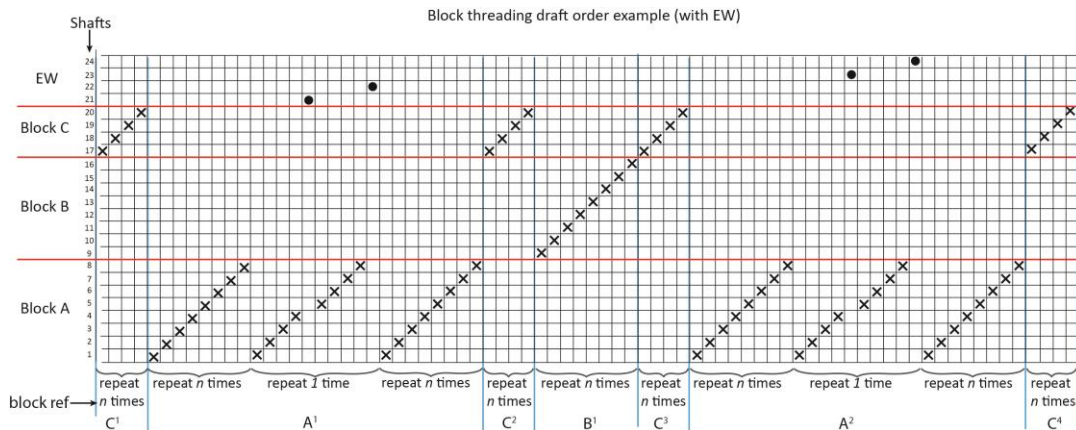 Block threading draft order example (with EW)
Shafts
EW
Block C
Block B
Block A
24
23
22
21
20
19
18
17
16
15
14
13
12
11
10
9
8
7
6
5
4
3
2
1
repeat n times
repeat n times
repeat 1 time
repeat n times
repeat n times
repeat n times
repeat n times
repeat n times
repeat 1 time
repeat n times
repeat n times
block ref
C¹
A¹
C²
B¹
C³
A²
C⁴